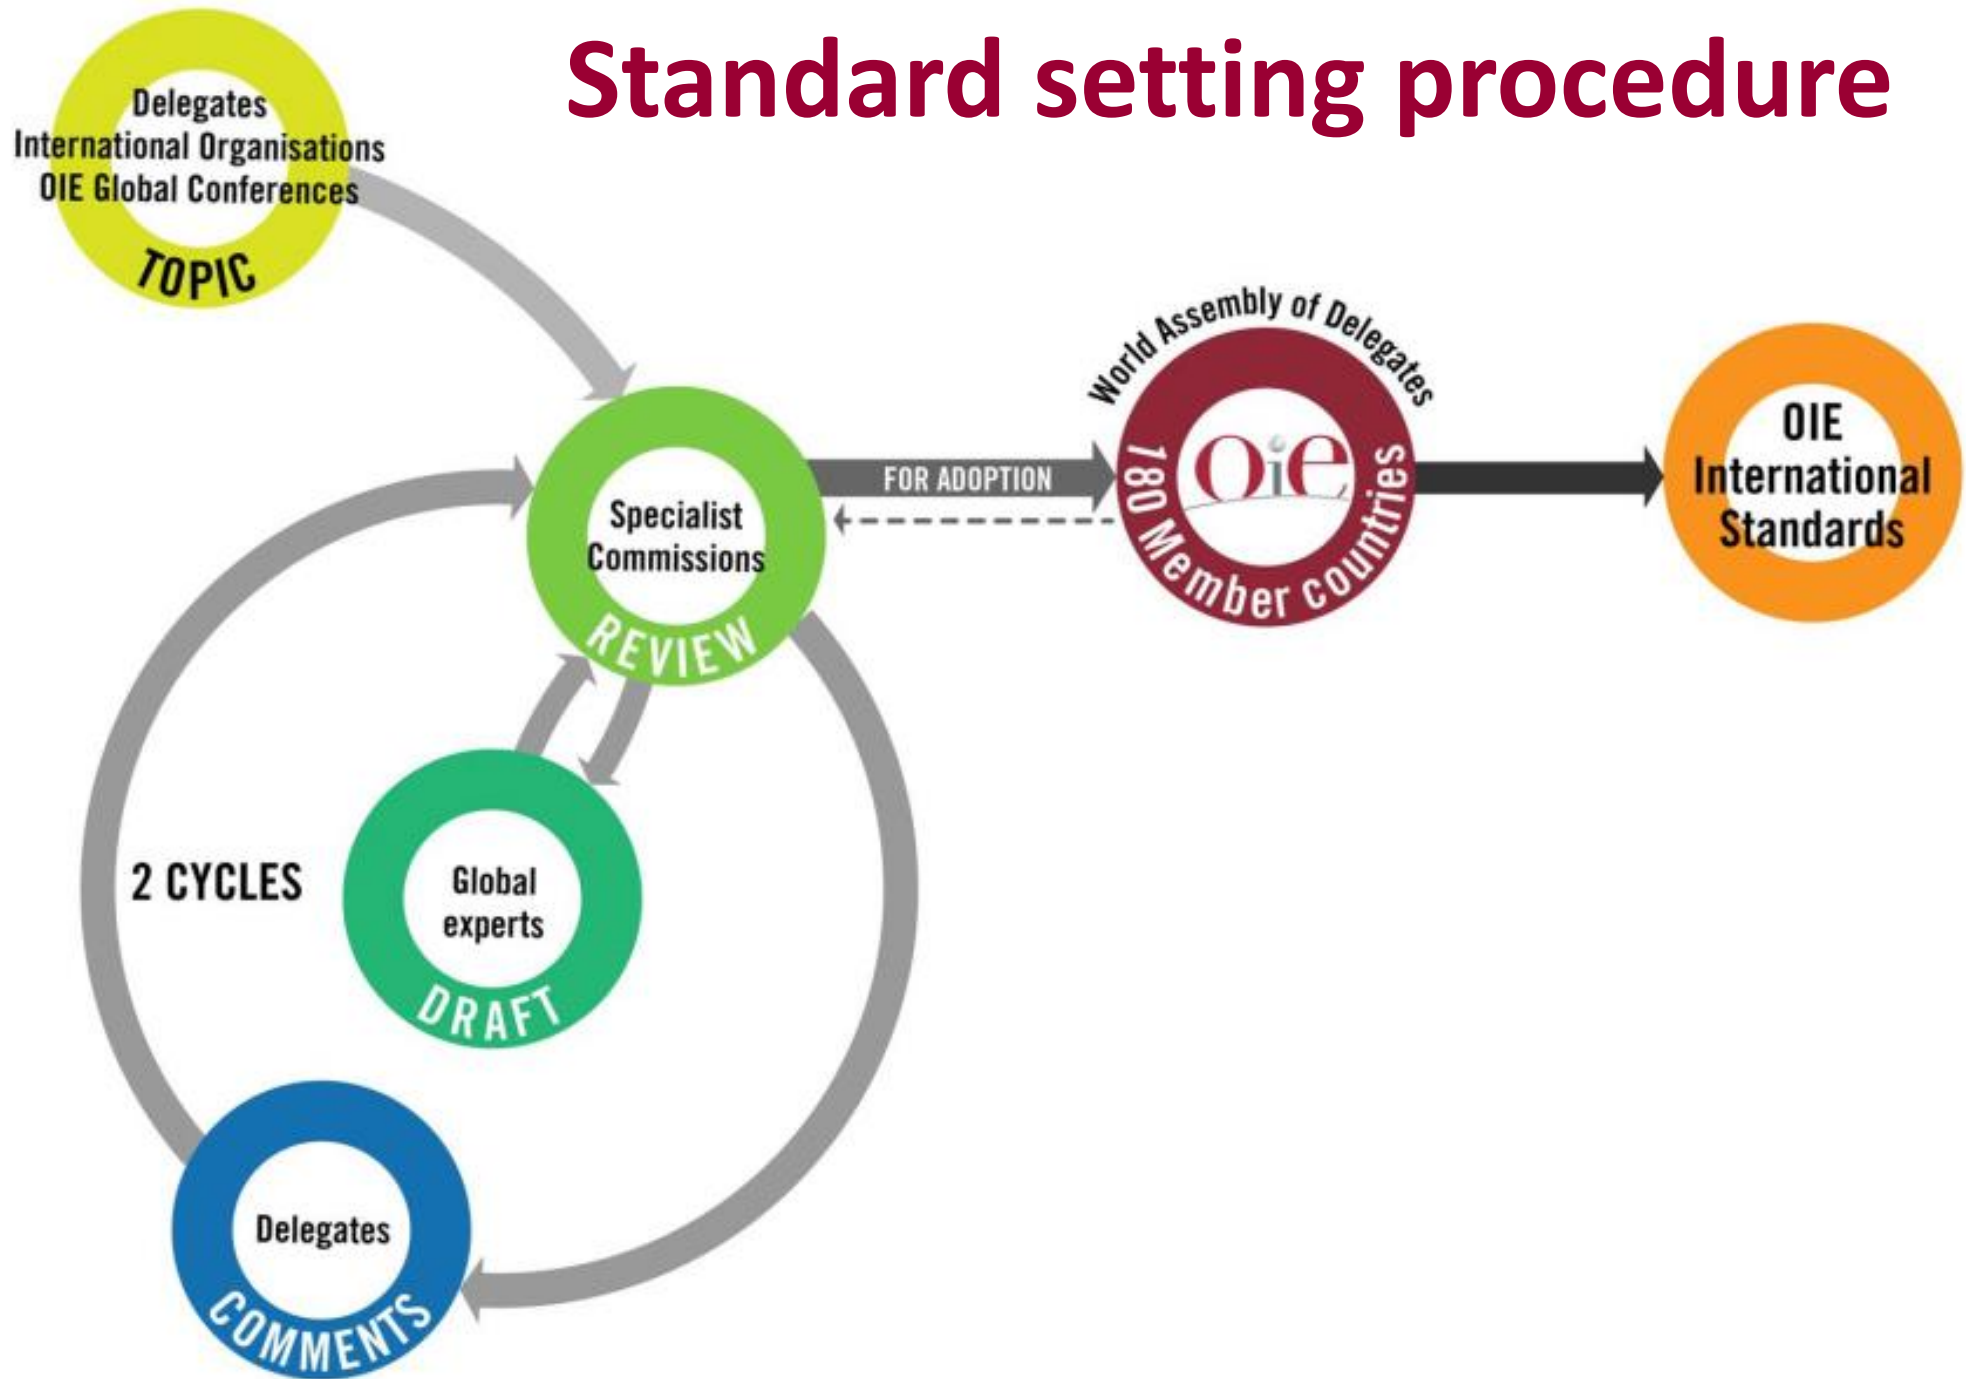 Standard setting procedure
Delegates
International Organisations
OIE Global Conferences
TOPIC
World Assembly of Delegates
OiE
180 Member countries
FOR ADOPTION
OIE
International
Standards
Specialist
Commissions
REVIEW
2 CYCLES
Global
experts
DRAFT
Delegates
COMMENTS